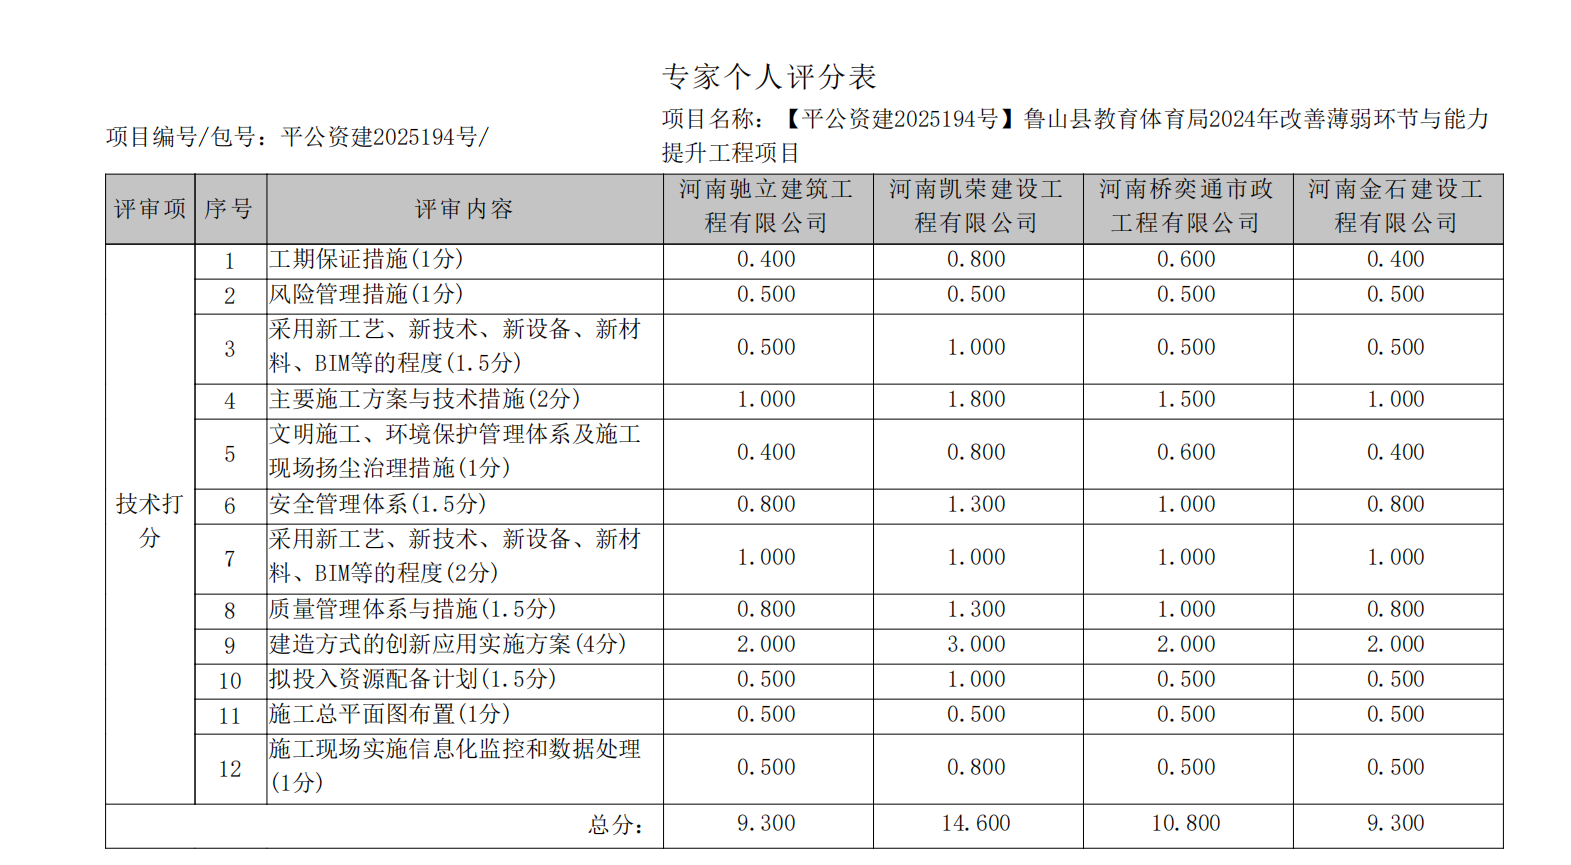 专家个人评分表
项目编号/包号：平公资建2025194号/
项目名称：【平公资建2025194号】鲁山县教育体育局2024年改善薄弱环节与能力
提升工程项目
评审项 序号 评审内容 河南驰立建筑工 河南凯荣建设工 河南桥奕通市政 河南金石建设工
程有限公司 程有限公司 工程有限公司 程有限公司
技术打
分
1 工期保证措施(1分) 0.400 0.800 0.600 0.400
2 风险管理措施(1分) 0.500 0.500 0.500 0.500
3 采用新工艺、新技术、新设备、新材
料、BIM等的程度(1.5分) 0.500 1.000 0.500 0.500
4 主要施工方案与技术措施(2分) 1.000 1.800 1.500 1.000
5 文明施工、环境保护管理体系及施工
现场扬尘治理措施(1分) 0.400 0.800 0.600 0.400
6 安全管理体系(1.5分) 0.800 1.300 1.000 0.800
7 采用新工艺、新技术、新设备、新材
料、BIM等的程度(2分) 1.000 1.000 1.000 1.000
8 质量管理体系与措施(1.5分) 0.800 1.300 1.000 0.800
9 建造方式的创新应用实施方案(4分) 2.000 3.000 2.000 2.000
10 拟投入资源配备计划(1.5分) 0.500 1.000 0.500 0.500
11 施工总平面图布置(1分) 0.500 0.500 0.500 0.500
12 施工现场实施信息化监控和数据处理
(1分) 0.500 0.800 0.500 0.500
总分： 9.300 14.600 10.800 9.300